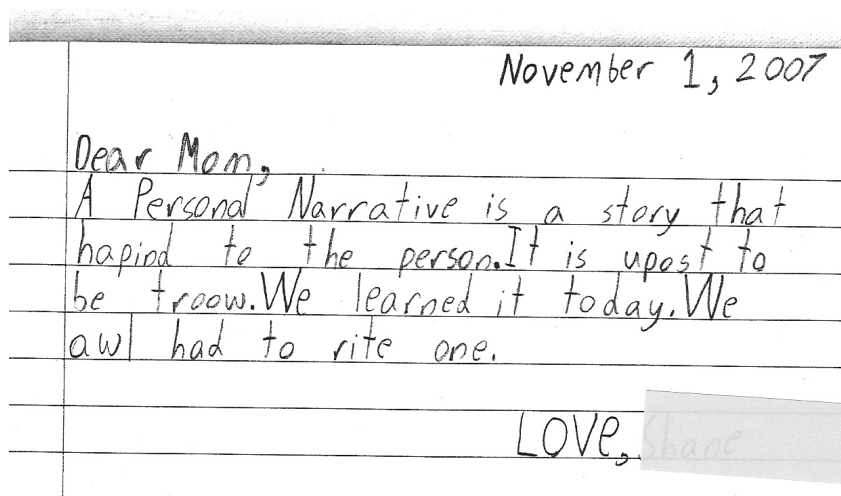 November 1, 2007
Dear Mom,
A Personal Narrative is a story that
hapind to the person. It is upost to
be troow. We learned it today. We
awl had to rite one.
Love, Shane